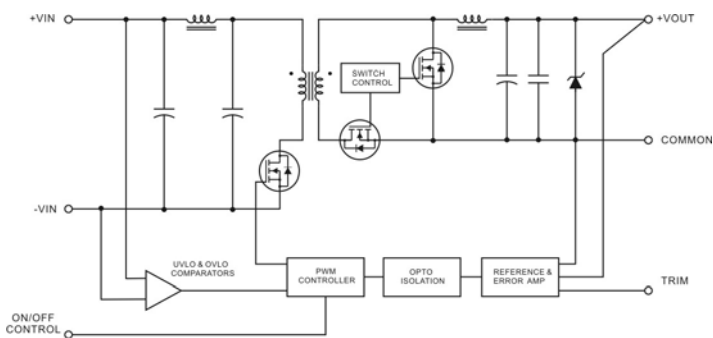 +VIN
+VOUT
SWITCH
CONTROL
COMMON
-VIN
UVLO & OVLO
COMPARATORS
PWM
CONTROLLER
OPTO
ISOLATION
REFERENCE &
ERROR AMP
TRIM
ON/OFF
CONTROL